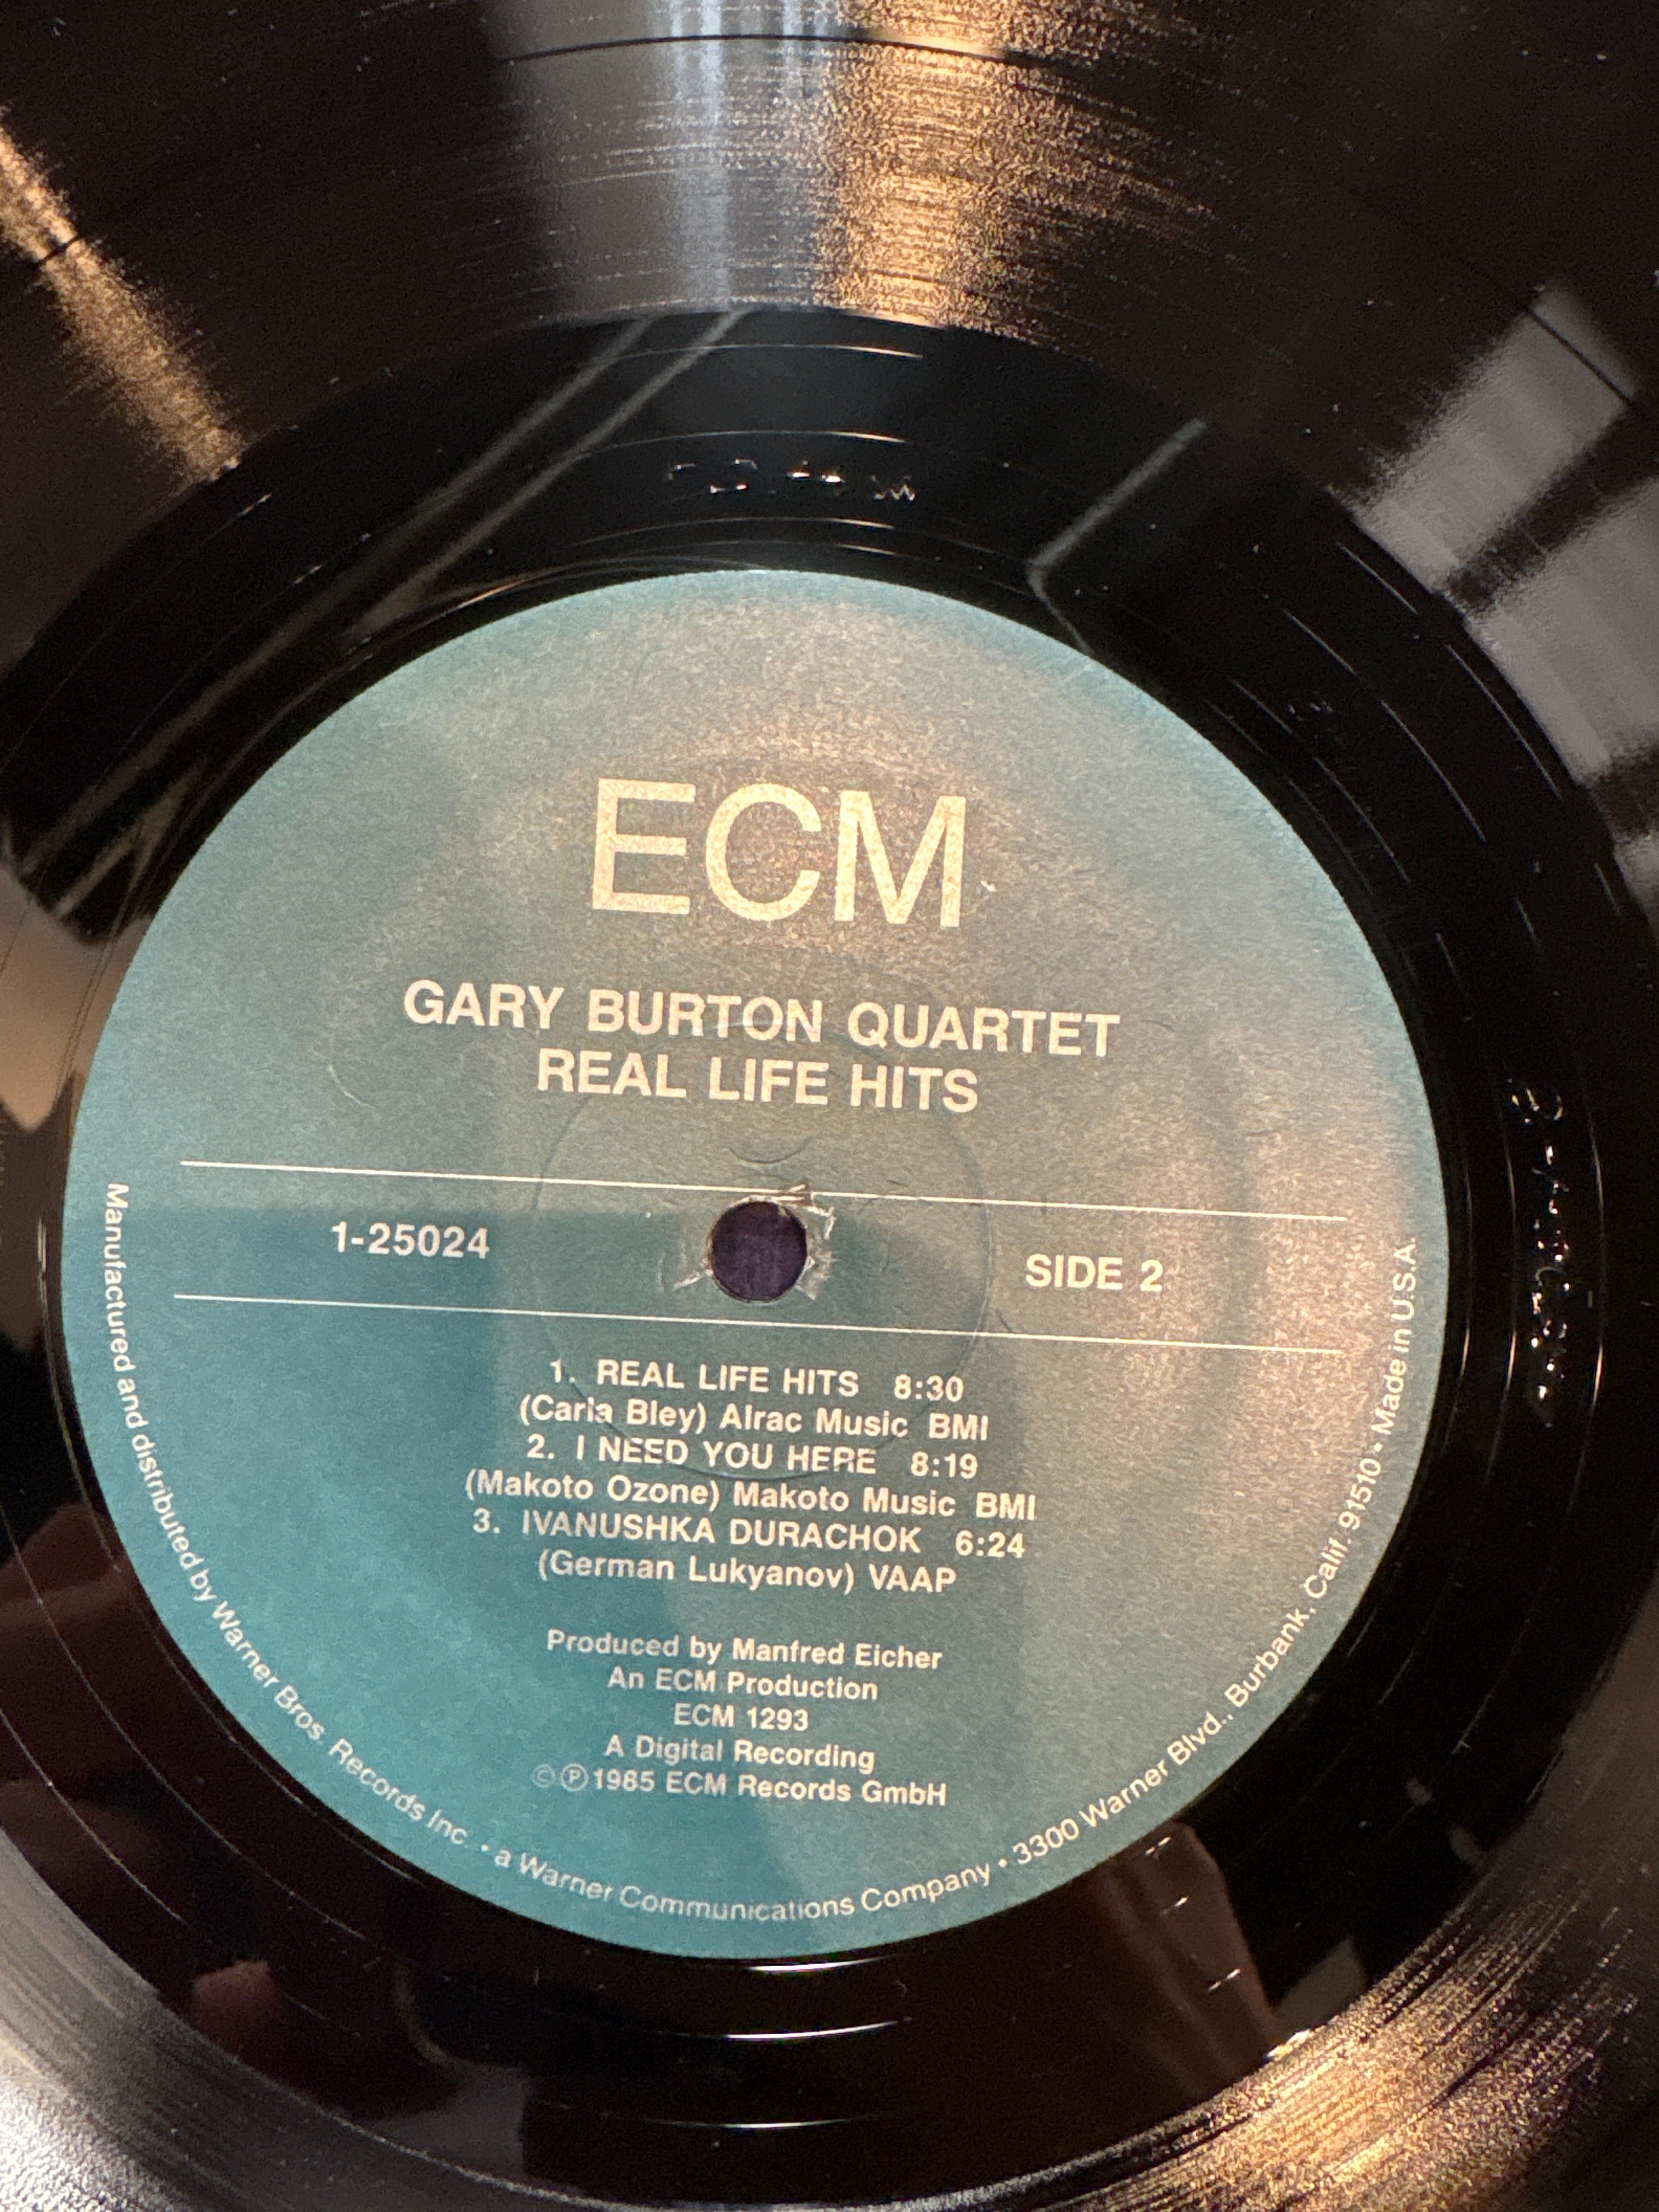 ECM
GARY BURTON QUARTET
REAL LIFE HITS
1-25024
SIDE 2
1. REAL LIFE HITS 8:30
(Carla Bley) Alrac Music BMI
2. I NEED YOU HERE 8:19
(Makoto Ozone) Makoto Music BMI
3. IVANUSHKA DURACHOK 6:24
(German Lukyanov) VAAP
Produced by Manfred Eicher
An ECM Production
ECM 1293
A Digital Recording
©℗1985 ECM Records GmbH
Manufactured and distributed by Warner Bros. Records Inc. • a Warner Communications Company • 3300 Warner Blvd., Burbank, Calif. 91510 • Made in U.S.A.